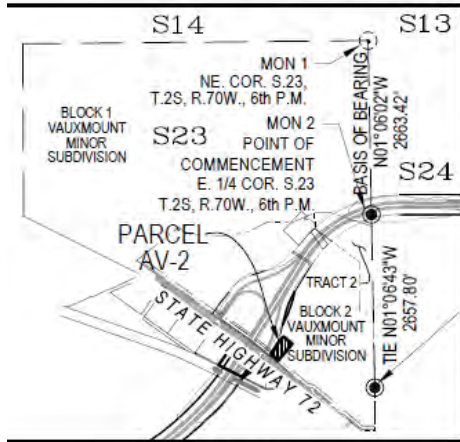 S14
S13
MON 1
NE. COR. S.23,
T.2S, R.70W., 6th P.M.
BASIS OF BEARING
N01°06'02"W
2663.42'
BLOCK 1
VAUXMOUNT
MINOR
SUBDIVISION
S23
MON 2
POINT OF
COMMENCEMENT
E. 1/4 COR. S.23
T.2S, R.70W., 6th P.M.
S24
PARCEL
AV-2
TRACT 2
BLOCK 2
VAUXMOUNT
MINOR
SUBDIVISION
TIE N01°06'43"W
2657.80'
STATE HIGHWAY 72